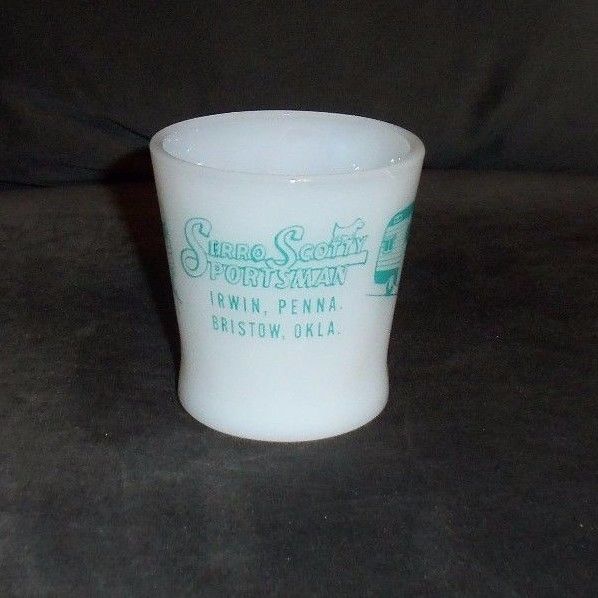 SERRO SCOTTY
SPORTSMAN
IRWIN, PENNA.
BRISTOW, OKLA.